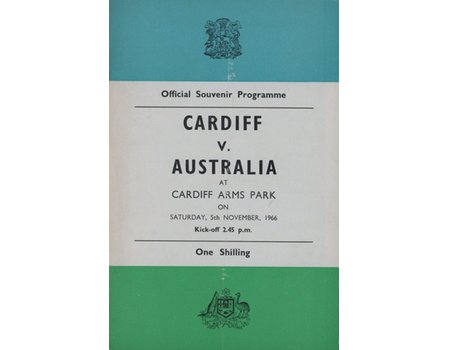 Official Souvenir Programme
CARDIFF
V.
AUSTRALIA
AT
CARDIFF ARMS PARK
ON
SATURDAY, 5th NOVEMBER, 1966
Kick-off 2.45 p.m.
One Shilling